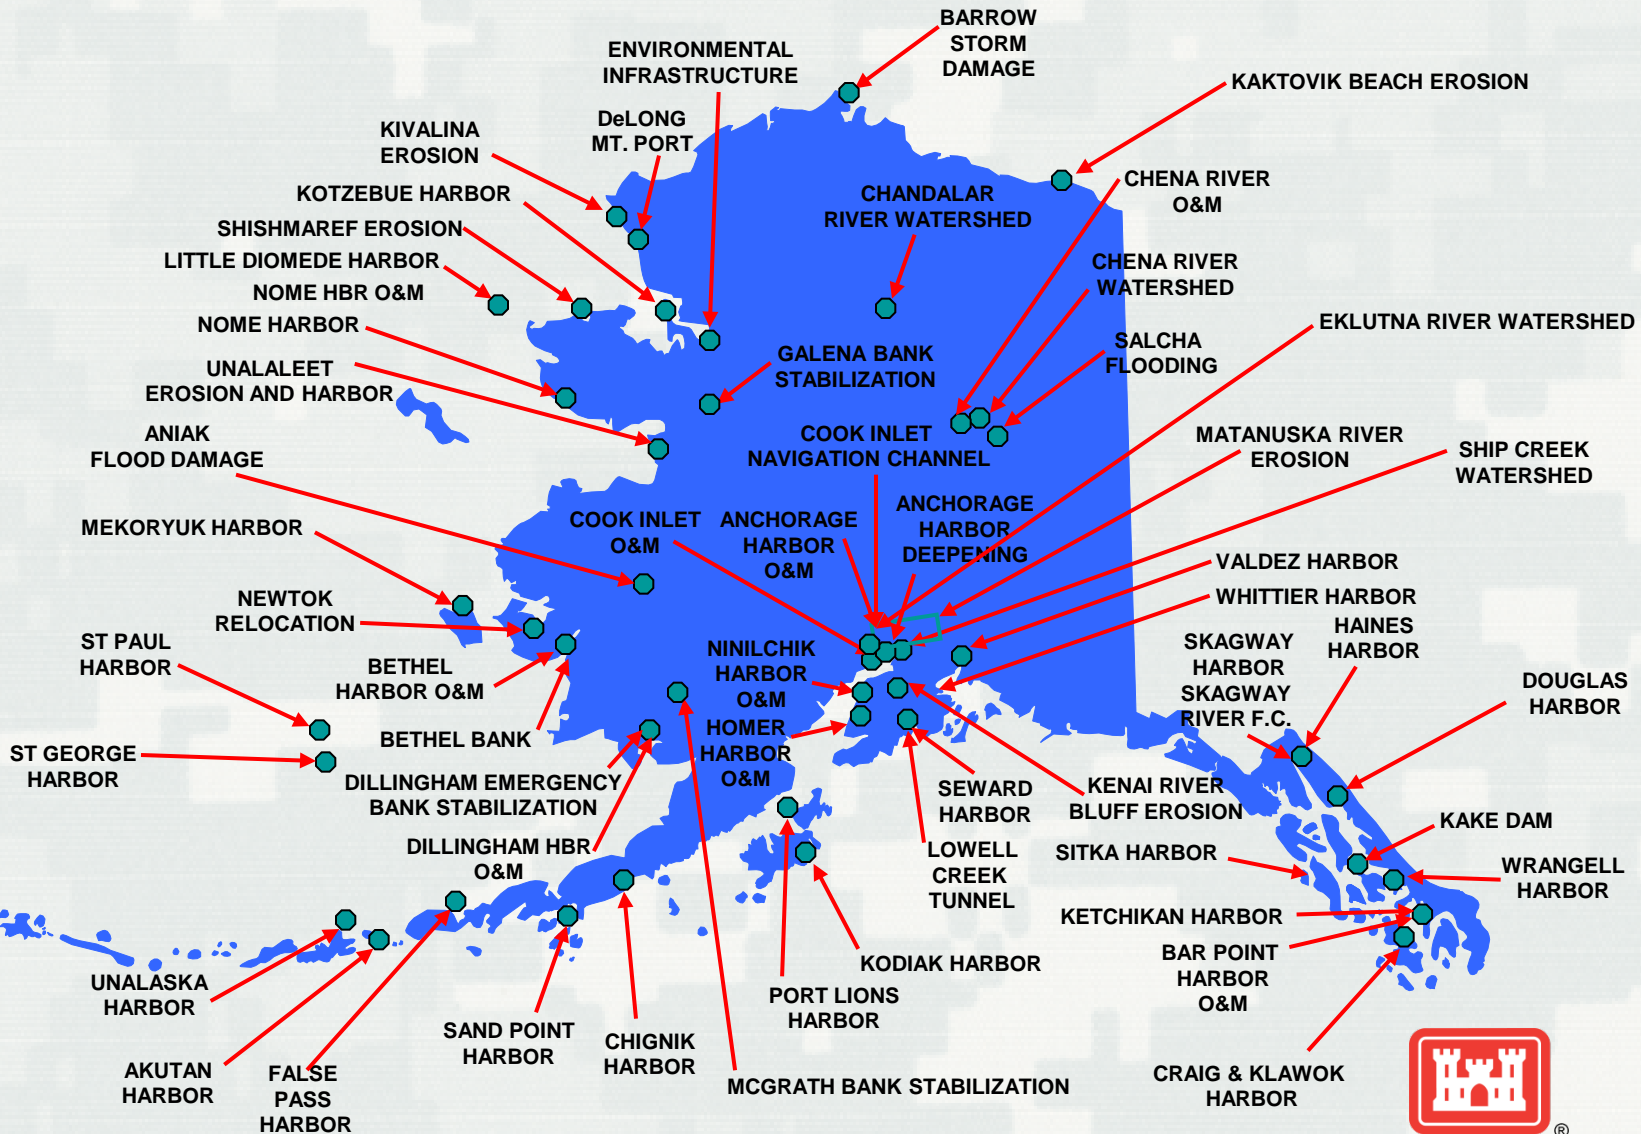 BARROW
STORM
DAMAGE
ENVIRONMENTAL
INFRASTRUCTURE
KAKTOVIK BEACH EROSION
DeLONG
MT. PORT
KIVALINA
EROSION
KOTZEBUE HARBOR
CHANDALAR
RIVER WATERSHED
CHENA RIVER
O&M
SHISHMAREF EROSION
LITTLE DIOMEDE HARBOR
CHENA RIVER
WATERSHED
NOME HBR O&M
NOME HARBOR
EKLUTNA RIVER WATERSHED
SALCHA
FLOODING
UNALALEET
EROSION AND HARBOR
GALENA BANK
STABILIZATION
ANIAK
FLOOD DAMAGE
COOK INLET
NAVIGATION CHANNEL
MATANUSKA RIVER
EROSION
SHIP CREEK
WATERSHED
MEKORYUK HARBOR
COOK INLET
O&M
ANCHORAGE
HARBOR
O&M
ANCHORAGE
HARBOR
DEEPENING
VALDEZ HARBOR
WHITTIER HARBOR
NEWTOK
RELOCATION
HAINES
HARBOR
SKAGWAY
HARBOR
SKAGWAY
RIVER F.C.
ST PAUL
HARBOR
BETHEL
HARBOR O&M
NINILCHIK
HARBOR
O&M
DOUGLAS
HARBOR
BETHEL BANK
HOMER
HARBOR
O&M
ST GEORGE
HARBOR
DILLINGHAM EMERGENCY
BANK STABILIZATION
SEWARD
HARBOR
KENAI RIVER
BLUFF EROSION
KAKE DAM
DILLINGHAM HBR
O&M
LOWELL
CREEK
TUNNEL
SITKA HARBOR
WRANGELL
HARBOR
KETCHIKAN HARBOR
BAR POINT
HARBOR
O&M
KODIAK HARBOR
UNALASKA
HARBOR
PORT LIONS
HARBOR
SAND POINT
HARBOR
CHIGNIK
HARBOR
AKUTAN
HARBOR
FALSE
PASS
HARBOR
MCGRATH BANK STABILIZATION
CRAIG & KLAWOK
HARBOR
®